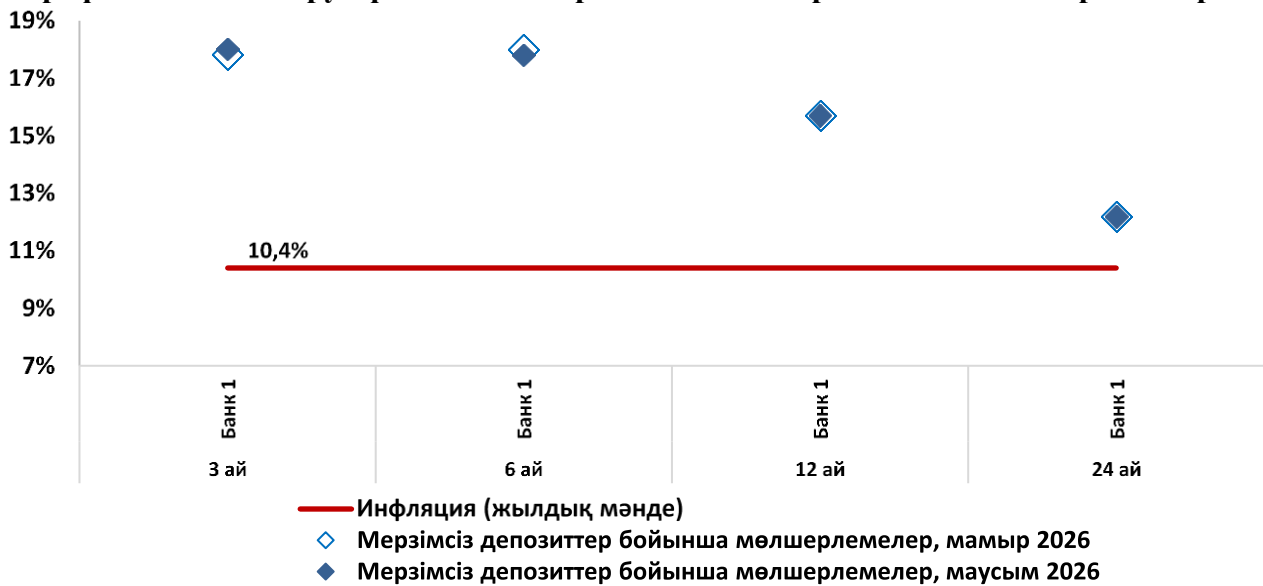 19%
17%
15%
13%
11%
9%
7%
10,4%
Банк 1
Банк 1
Банк 1
Банк 1
3 ай
6 ай
12 ай
24 ай
Инфляция (жылдық мәнде)
Мерзімсіз депозиттер бойынша мөлшерлемелер, мамыр 2026
Мерзімсіз депозиттер бойынша мөлшерлемелер, маусым 2026